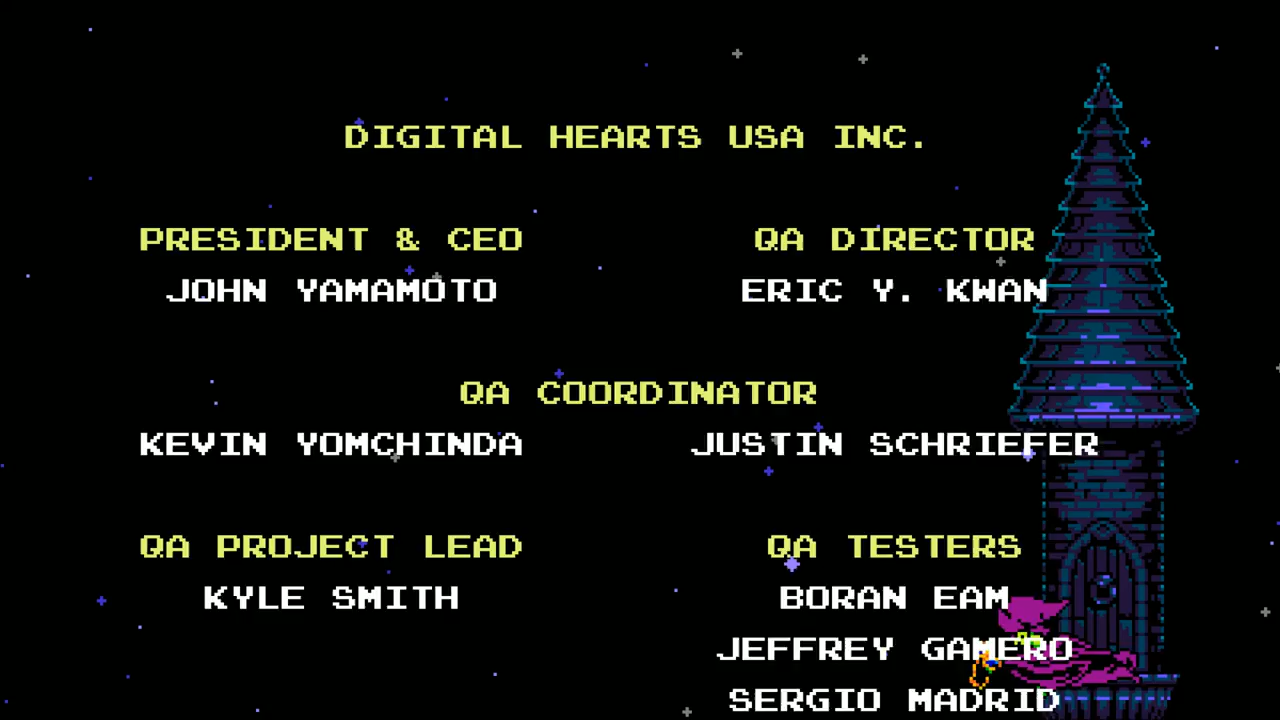 DIGITAL HEARTS USA INC.
PRESIDENT & CEO
JOHN YAMAMOTO
QA DIRECTOR
ERIC Y. KWAN
QA COORDINATOR
KEVIN YOMCHINDA
JUSTIN SCHRIEFER
QA PROJECT LEAD
KYLE SMITH
QA TESTERS
BORAN EAM
JEFFREY GAMERO
SERGIO MADRID